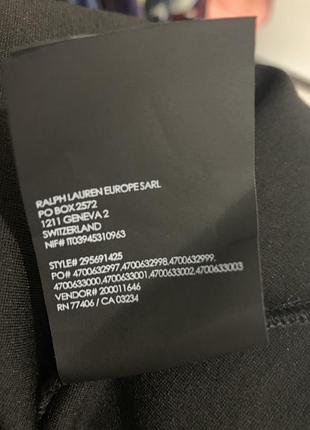 RALPH LAUREN EUROPE SARL
PO BOX 2572
1211 GENEVA 2
SWITZERLAND
NIF# IT03945310963
STYLE# 295691425
PO# 4700632997,4700632998,4700632999,
4700633000,4700633001,4700633002,4700633003
VENDOR# 200011646
RN 77406 / CA 03234